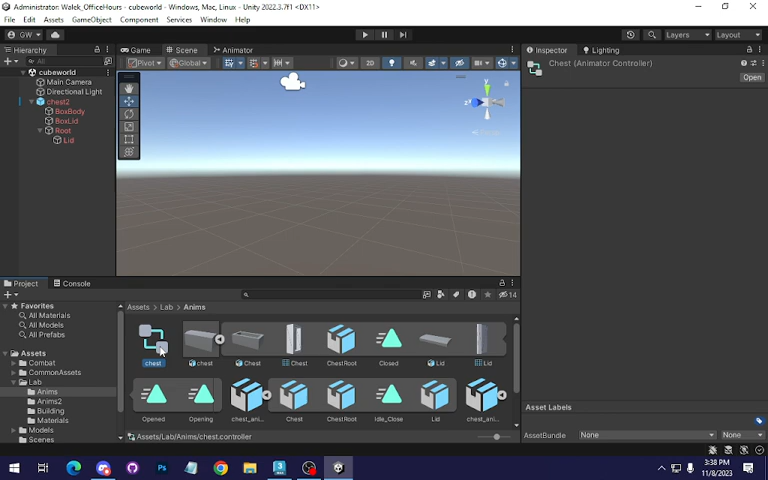 Administrator: Walek_OfficeHours - cubeworld - Windows, Mac, Linux - Unity 2022.3.7f1 <DX11>
File Edit Assets GameObject Component Services Window Help
GW
Layers Layout
Hierarchy
Game Scene Animator
Inspector Lighting
All
Pivot Global 2D
Chest (Animator Controller)
Open
cubeworld
Main Camera
Directional Light
chest2
BoxBody
BoxLid
Root
Lid
y
z
Persp
Project Console
14
Favorites
All Materials
All Models
All Prefabs
Assets
Combat
CommonAssets
Lab
Anims
Anims2
Building
Materials
Models
Scenes
Assets > Lab > Anims
chest chest Chest Chest ChestRoot Closed Lid Lid
Opened Opening chest_ani... Chest ChestRoot Idle_Close Lid chest_ani...
Assets/Lab/Anims/chest.controller
Asset Labels
AssetBundle None None
3:38 PM
11/8/2023